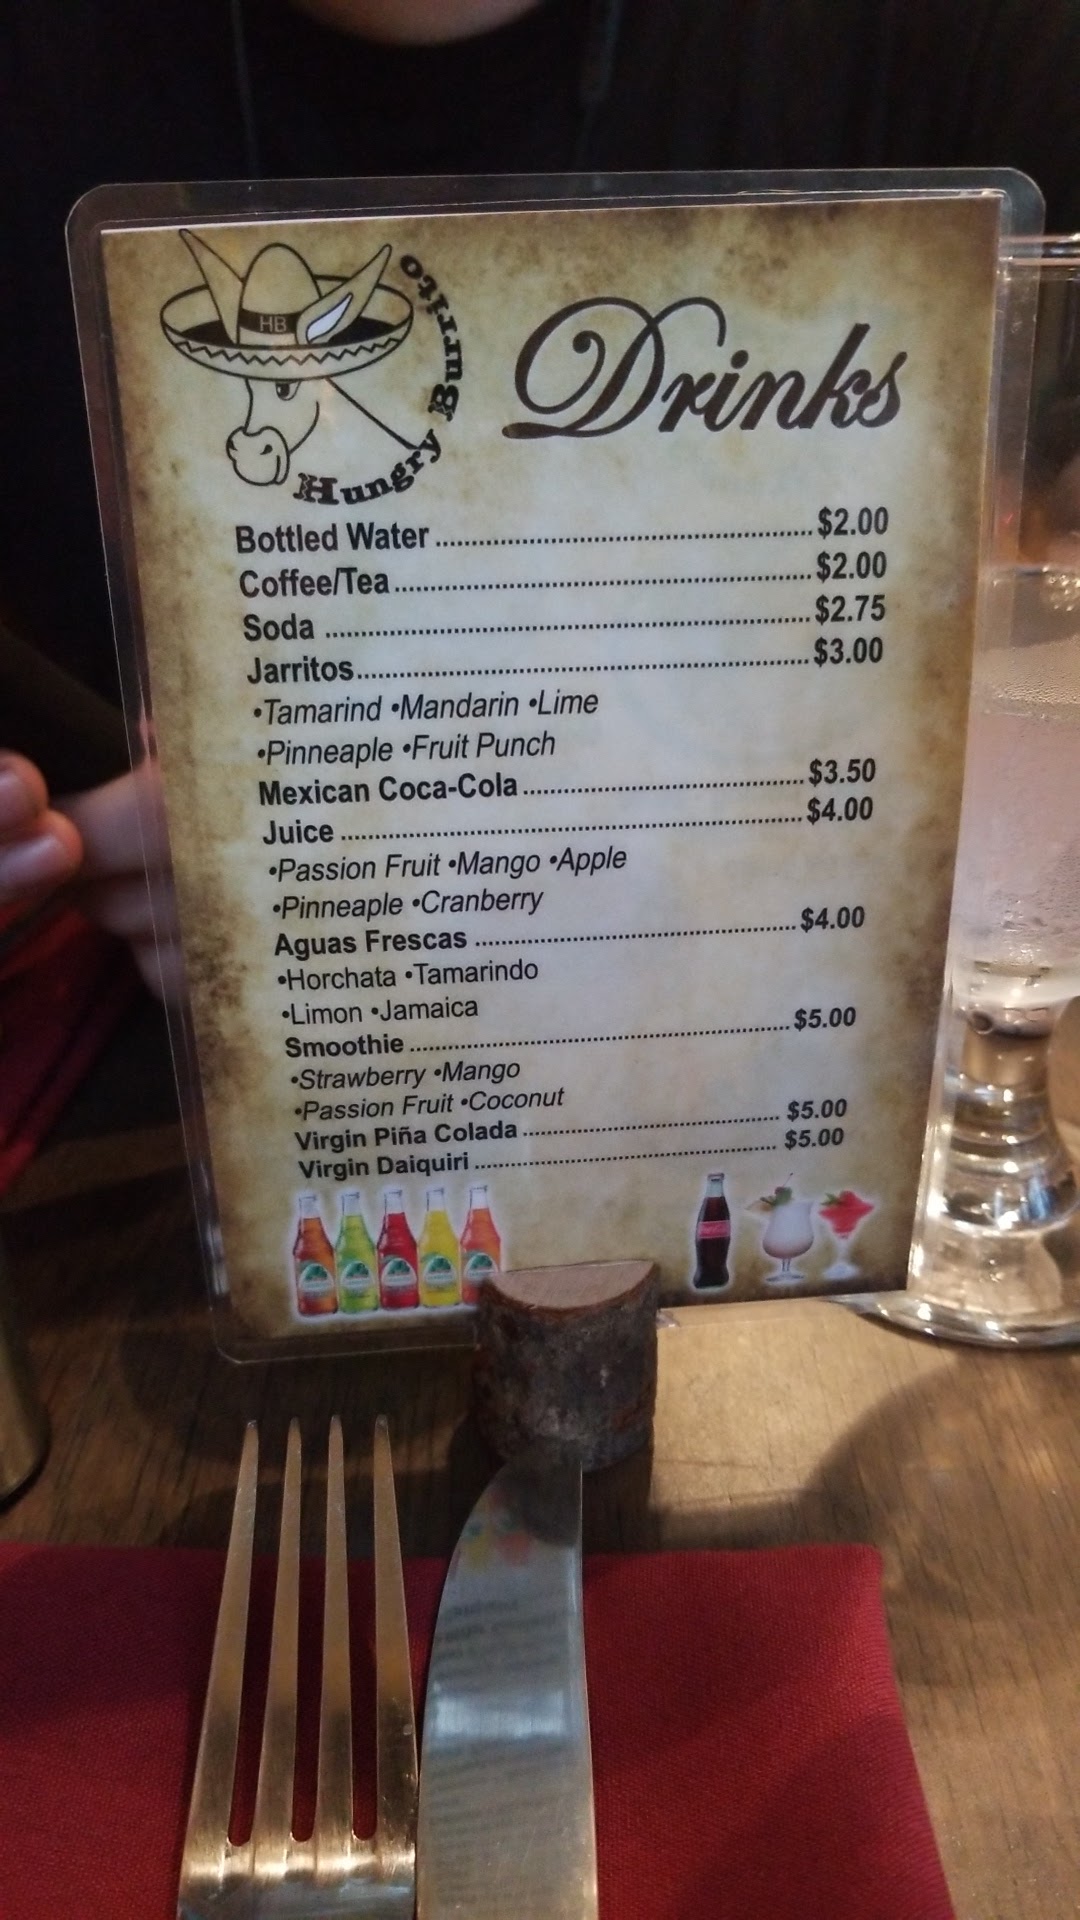 HB
Hungry Burrito
Drinks
Bottled Water ........ $2.00
Coffee/Tea ........ $2.00
Soda ........ $2.75
Jarritos ........ $3.00
•Tamarind •Mandarin •Lime
•Pinneaple •Fruit Punch
Mexican Coca-Cola ........ $3.50
Juice ........ $4.00
•Passion Fruit •Mango •Apple
•Pinneaple •Cranberry
Aguas Frescas ........ $4.00
•Horchata •Tamarindo
•Limon •Jamaica
Smoothie ........ $5.00
•Strawberry •Mango
•Passion Fruit •Coconut
Virgin Piña Colada ........ $5.00
Virgin Daiquiri ........ $5.00